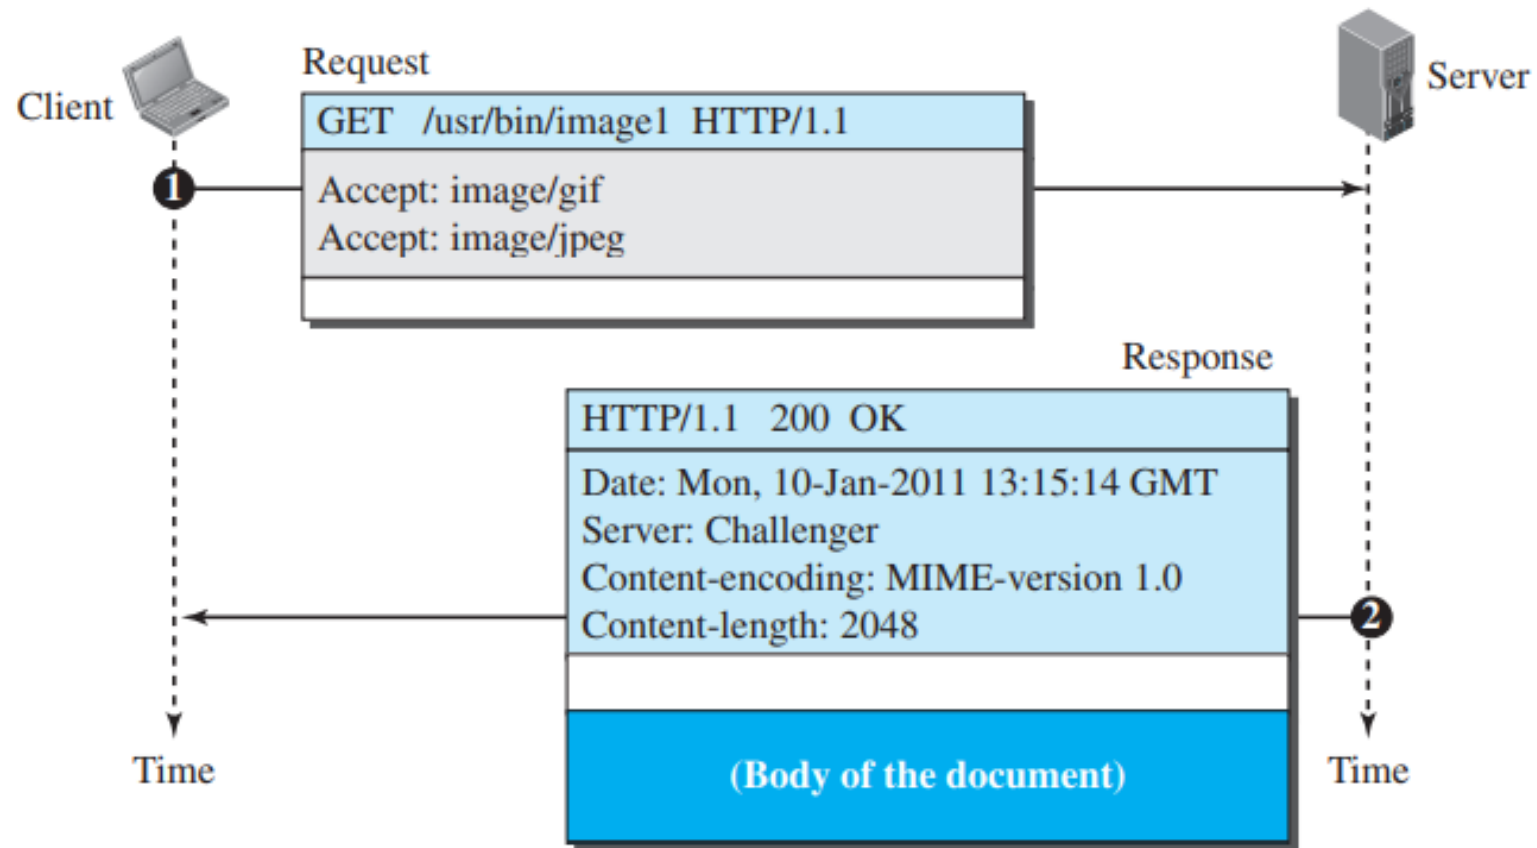 Client
Request
Server
GET /usr/bin/image1 HTTP/1.1
1
Accept: image/gif
Accept: image/jpeg
Response
HTTP/1.1 200 OK
Date: Mon, 10-Jan-2011 13:15:14 GMT
Server: Challenger
Content-encoding: MIME-version 1.0
Content-length: 2048
2
(Body of the document)
Time
Time